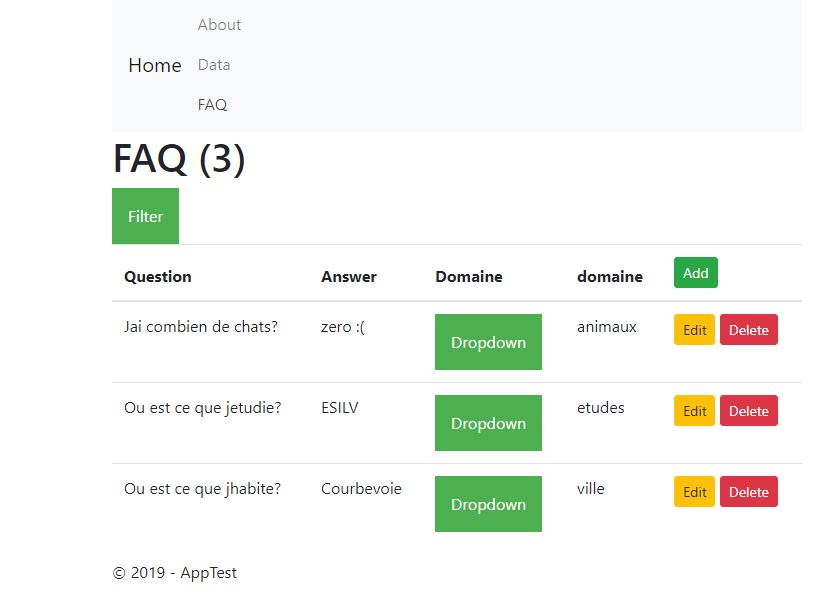 About
Home Data
FAQ
FAQ (3)
Filter
Question Answer Domaine domaine Add
Jai combien de chats? zero :( Dropdown animaux Edit Delete
Ou est ce que jetudie? ESILV Dropdown etudes Edit Delete
Ou est ce que jhabite? Courbevoie Dropdown ville Edit Delete
© 2019 - AppTest